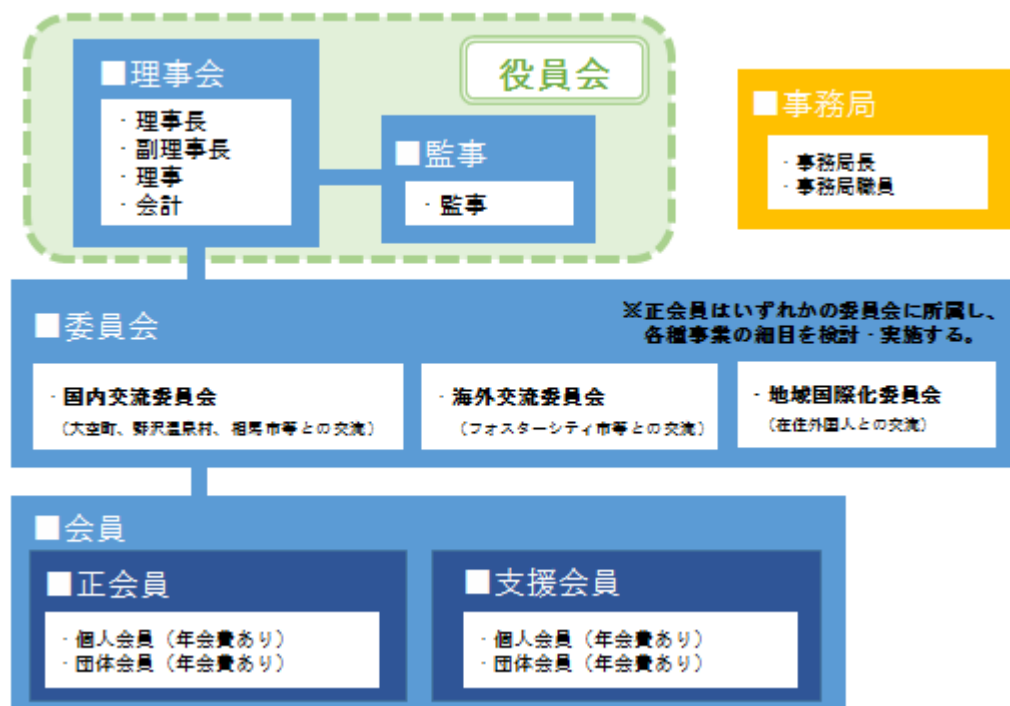 役員会
■理事会
・理事長
・副理事長
・理事
・会計
■監事
・監事
■事務局
・事務局長
・事務局職員
■委員会
※正会員はいずれかの委員会に所属し、
各種事業の細目を検討・実施する。
・国内交流委員会
（大空町、野沢温泉村、相馬市等との交流）
・海外交流委員会
（フォスターシティ市等との交流）
・地域国際化委員会
（在住外国人との交流）
■会員
■正会員
・個人会員（年会費あり）
・団体会員（年会費あり）
■支援会員
・個人会員（年会費あり）
・団体会員（年会費あり）